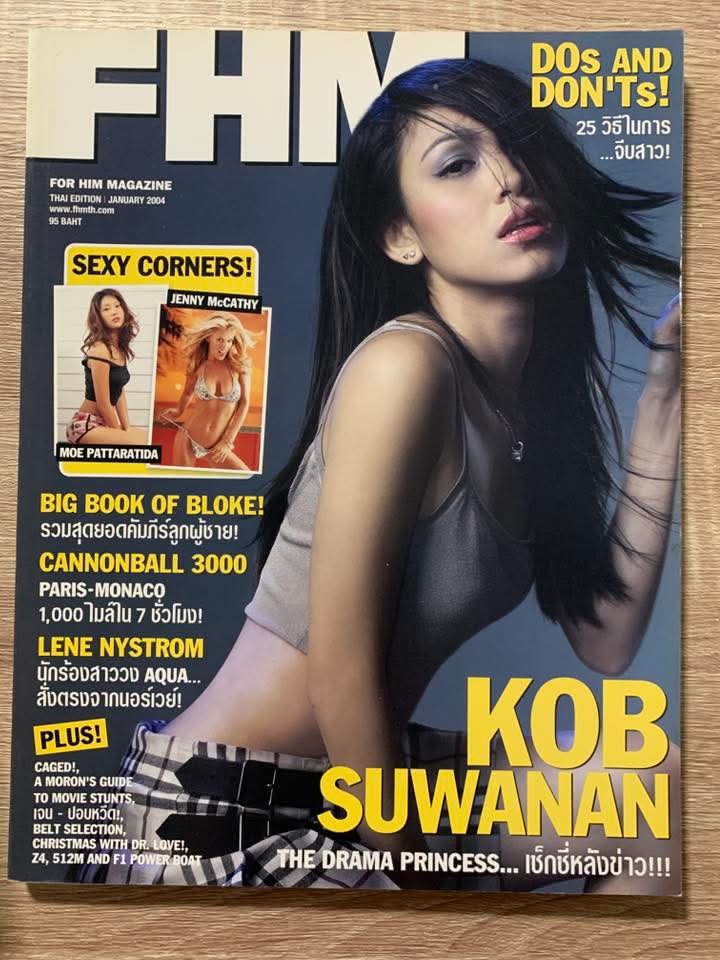 FHM
DOs AND
DON'Ts!
25 วิธีในการ
...จีบสาว!
FOR HIM MAGAZINE
THAI EDITION | JANUARY 2004
www.fhmth.com
95 BAHT
SEXY CORNERS!
JENNY McCATHY
MOE PATTARATIDA
BIG BOOK OF BLOKE!
รวมสุดยอดคัมภีร์ลูกผู้ชาย!
CANNONBALL 3000
PARIS-MONACO
1,000 ไมล์ใน 7 ชั่วโมง!
LENE NYSTROM
นักร้องสาววง AQUA...
สั่งตรงจากนอร์เวย์!
PLUS!
CAGED!,
A MORON'S GUIDE
TO MOVIE STUNTS,
เจน - ปอบหวีด!,
BELT SELECTION,
CHRISTMAS WITH DR. LOVE!,
Z4, 512M AND F1 POWER BOAT
KOB
SUWANAN
THE DRAMA PRINCESS... เซ็กซี่หลังข่าว!!!